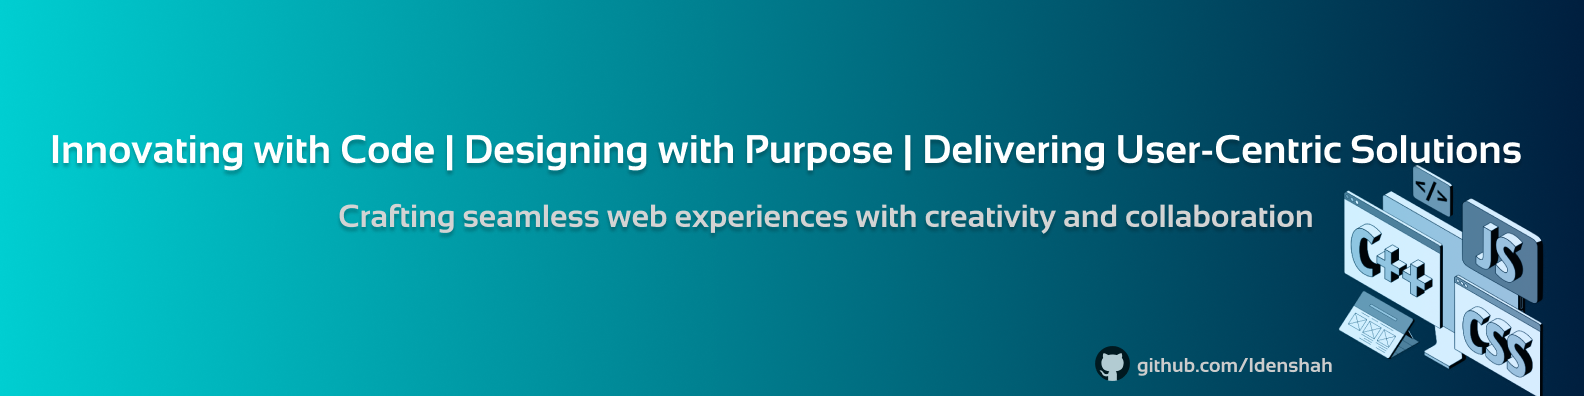 Innovating with Code | Designing with Purpose | Delivering User-Centric Solutions
Crafting seamless web experiences with creativity and collaboration
</>
C++
JS
CSS
github.com/Idenshah